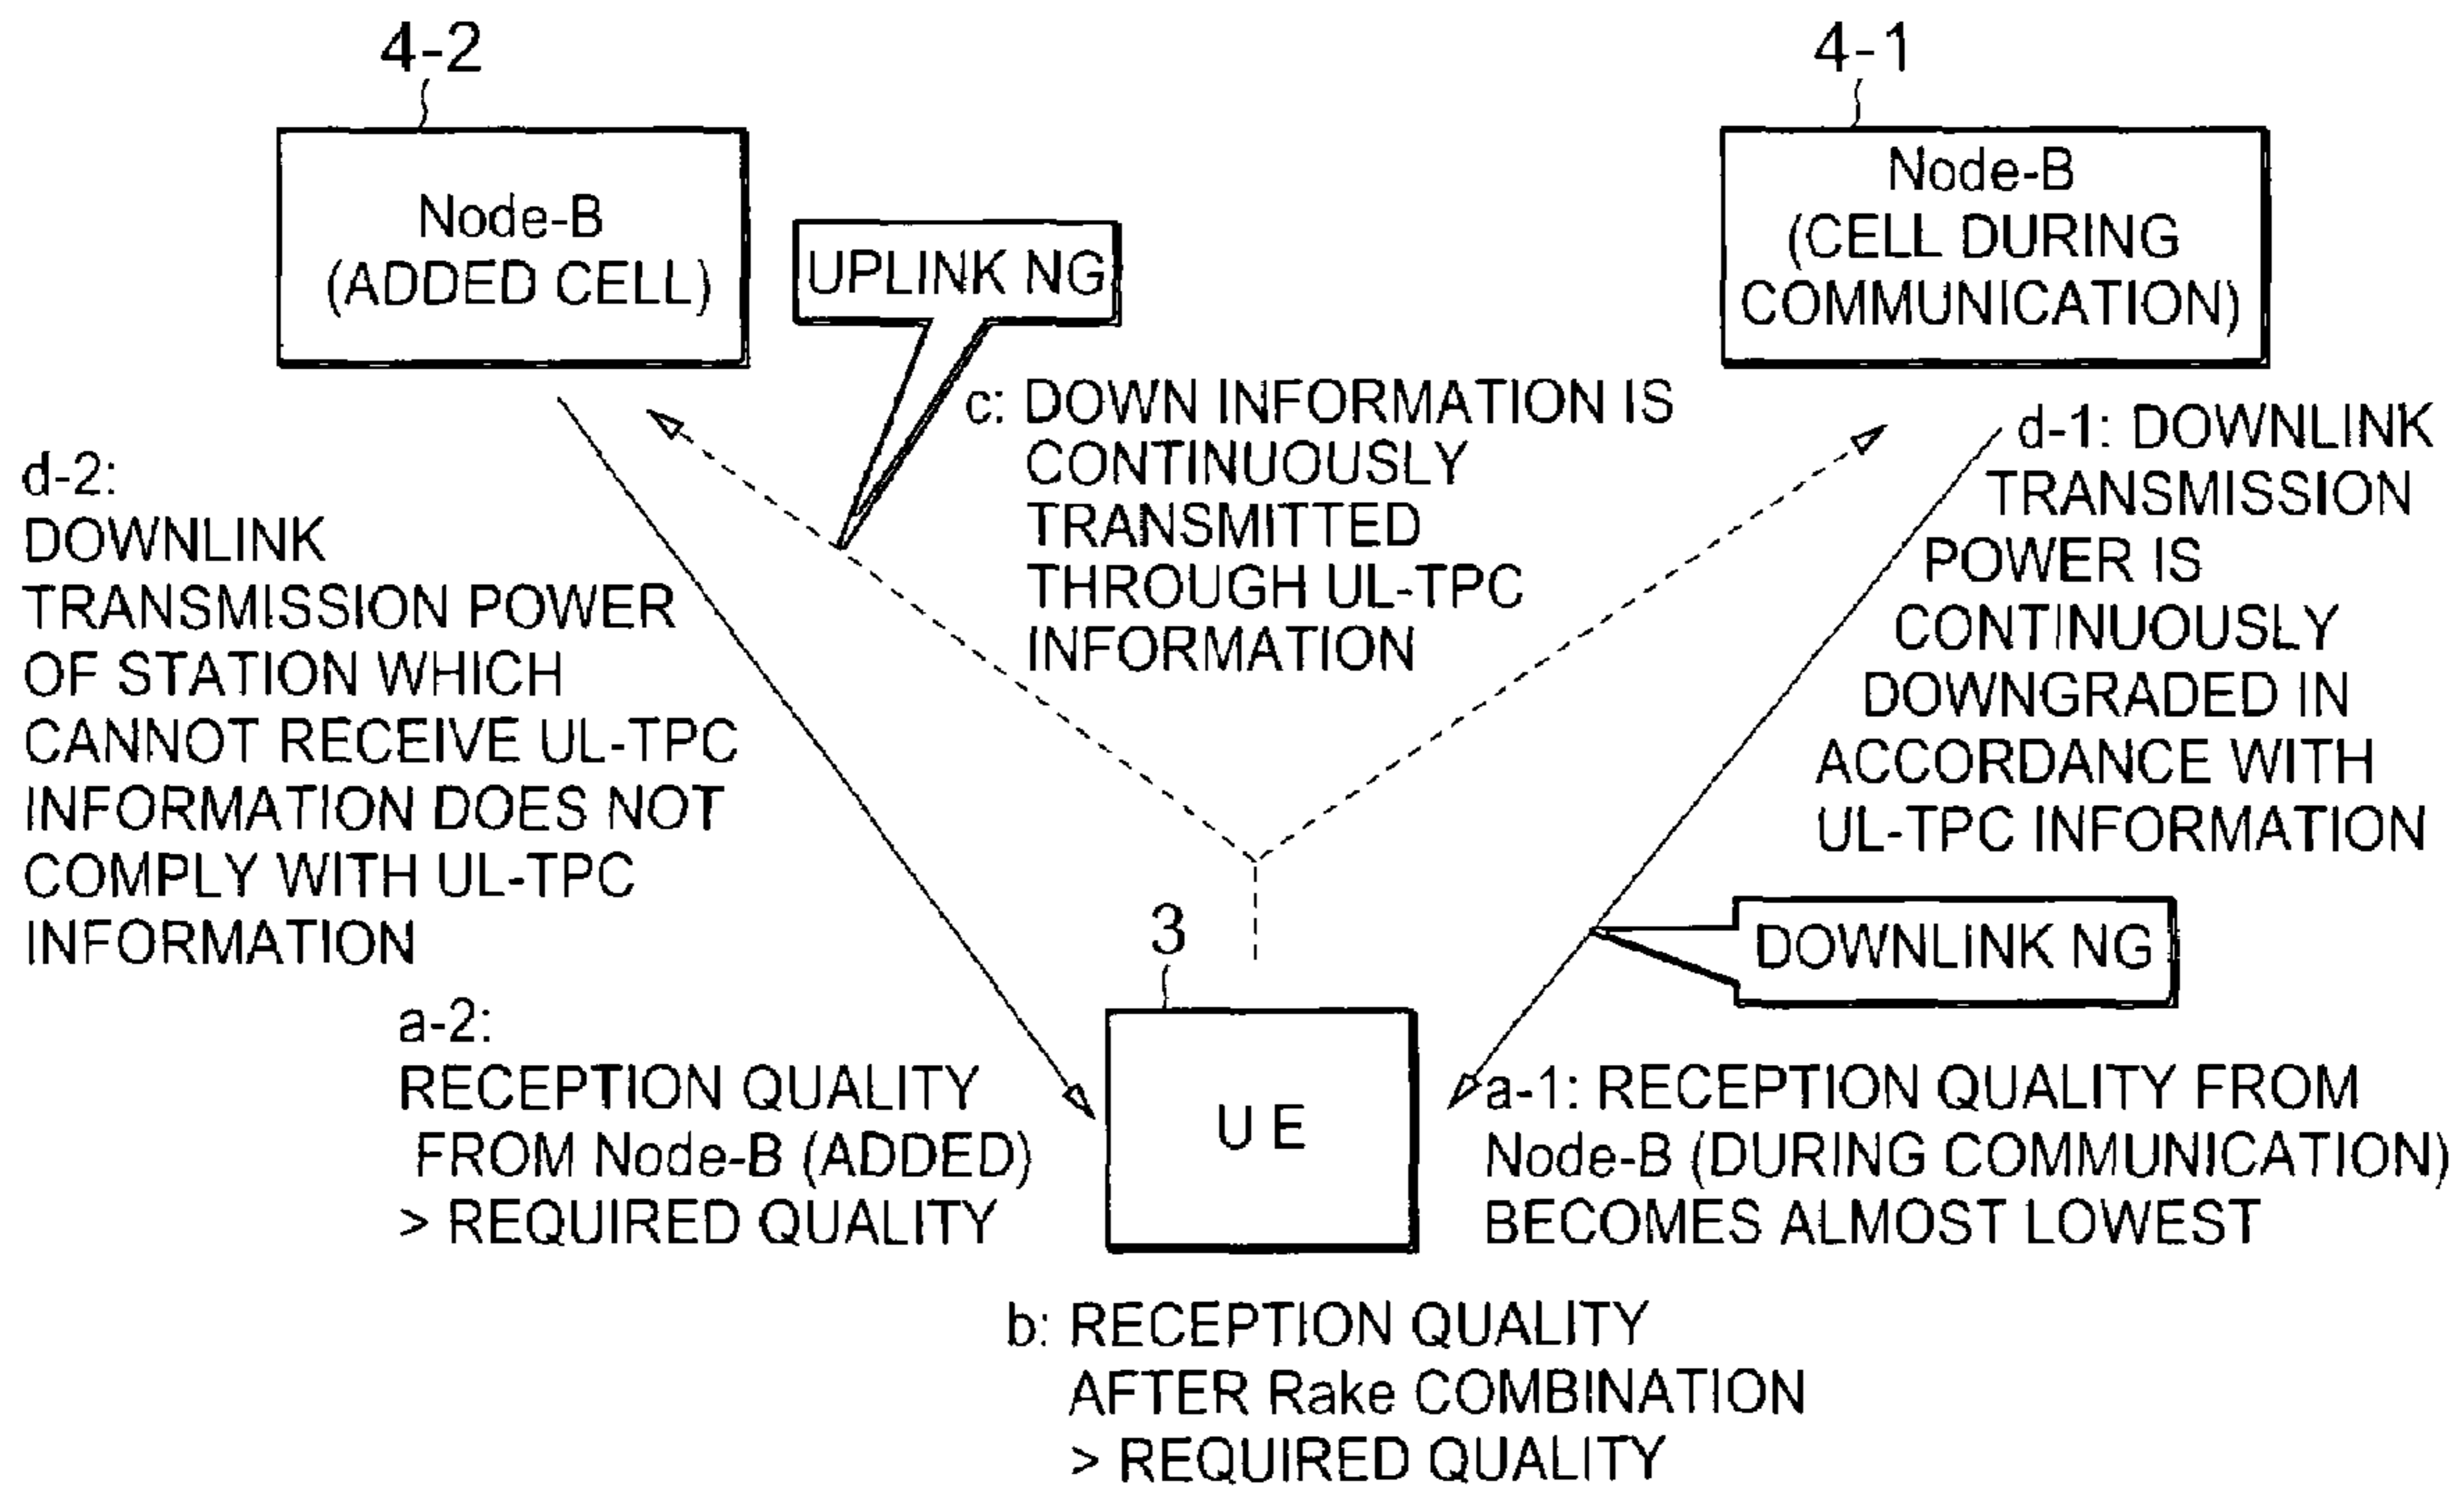 4-2
4-1
Node-B
(ADDED CELL)
UPLINK NG
Node-B
(CELL DURING
COMMUNICATION)
c: DOWN INFORMATION IS
CONTINUOUSLY
TRANSMITTED
THROUGH UL-TPC
INFORMATION
d-1: DOWNLINK
TRANSMISSION
POWER IS
CONTINUOUSLY
DOWNGRADED IN
ACCORDANCE WITH
UL-TPC INFORMATION
d-2:
DOWNLINK
TRANSMISSION POWER
OF STATION WHICH
CANNOT RECEIVE UL-TPC
INFORMATION DOES NOT
COMPLY WITH UL-TPC
INFORMATION
3
DOWNLINK NG
a-2:
RECEPTION QUALITY
FROM Node-B (ADDED)
> REQUIRED QUALITY
U E
a-1: RECEPTION QUALITY FROM
Node-B (DURING COMMUNICATION)
BECOMES ALMOST LOWEST
b: RECEPTION QUALITY
AFTER Rake COMBINATION
> REQUIRED QUALITY